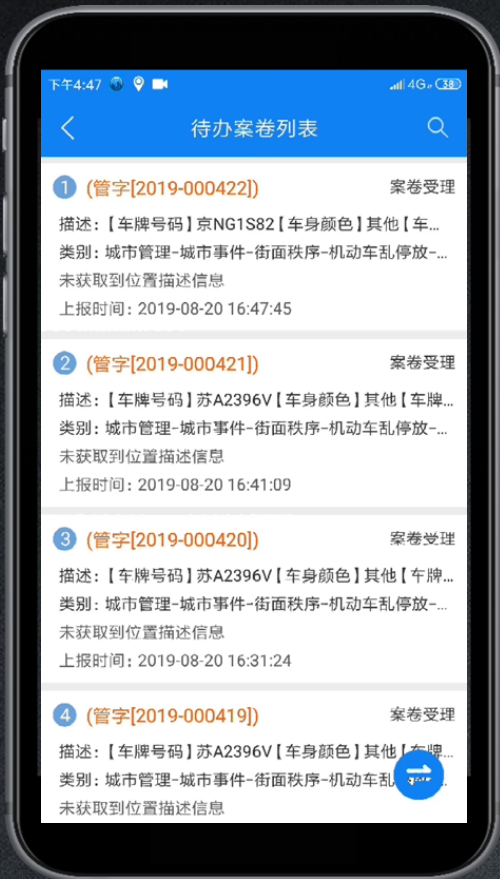 下午4:47 4G 38
待办案卷列表
1 (管字[2019-000422]) 案卷受理
描述：【车牌号码】京NG1S82【车身颜色】其他【车...
类别：城市管理-城市事件-街面秩序-机动车乱停放-...
未获取到位置描述信息
上报时间：2019-08-20 16:47:45
2 (管字[2019-000421]) 案卷受理
描述：【车牌号码】苏A2396V【车身颜色】其他【车牌...
类别：城市管理-城市事件-街面秩序-机动车乱停放-...
未获取到位置描述信息
上报时间：2019-08-20 16:41:09
3 (管字[2019-000420]) 案卷受理
描述：【车牌号码】苏A2396V【车身颜色】其他【车牌...
类别：城市管理-城市事件-街面秩序-机动车乱停放-...
未获取到位置描述信息
上报时间：2019-08-20 16:31:24
4 (管字[2019-000419]) 案卷受理
描述：【车牌号码】苏A2396V【车身颜色】其他【车牌...
类别：城市管理-城市事件-街面秩序-机动车乱
未获取到位置描述信息